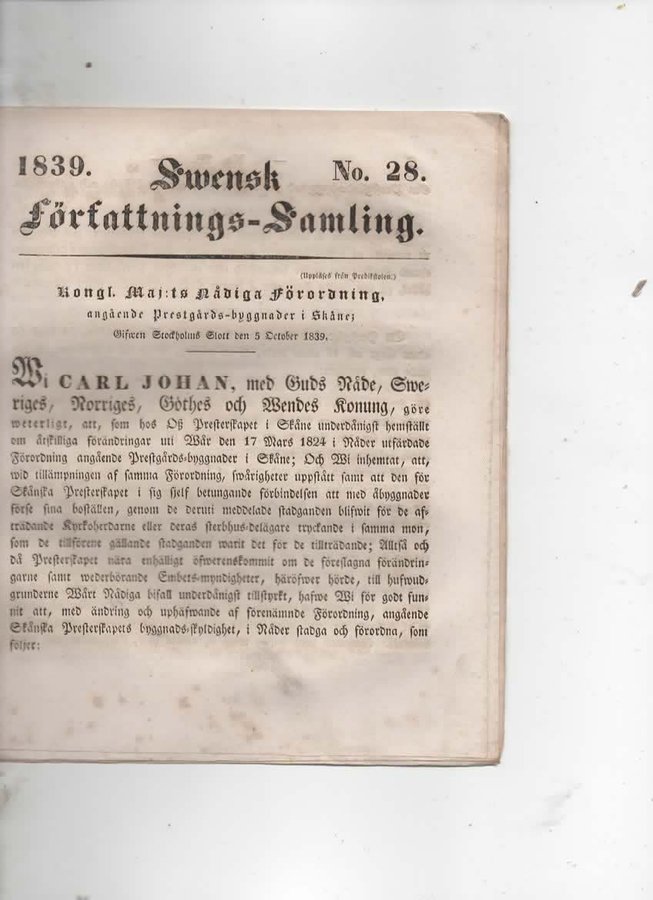 1839.
Swensk
No. 28.
Författnings-Samling.
(Uppläses från Predikstolen.)
Kongl. Maj:ts Nådiga Förordning,
angående Prestgårds-byggnader i Skåne;
Gifwen Stockholms Slott den 5 October 1839.
Wi CARL JOHAN, med Guds Nåde, Swe-
riges, Norriges, Göthes och Wendes Konung, göre
weterligt, att, som hos Oß Presterskapet i Skåne underdånigst hemställt
om åtskilliga förändringar uti Wår den 17 Mars 1824 i Nåder utfärdade
Förordning angående Prestgårds-byggnader i Skåne; Och Wi inhemtat, att,
wid tillämpningen af samma Förordning, swårigheter uppstått samt att den för
Skånska Presterskapet i sig sjelf betungande förbindelsen att med åbyggnader
förse sina boställen, genom de deruti meddelade stadganden blifwit för de af-
trädande Kyrkoherdarne eller deras sterbhus-delägare tryckande i samma mon,
som de tillförene gällande stadganden warit det för de tillträdande; Alltså och
då Presterskapet nära enhälligt öfwerenskommit om de föreslagna förändrin-
garne samt wederbörande Embets-myndigheter, häröfwer hörde, till hufwud-
grunderne Wårt Nådiga bifall underdånigst tillstyrkt, hafwe Wi för godt fun-
nit att, med ändring och uphäfwande af förenämnde Förordning, angående
Skånska Presterskapets byggnads-skyldighet, i Nåder stadga och förordna, som
följer: